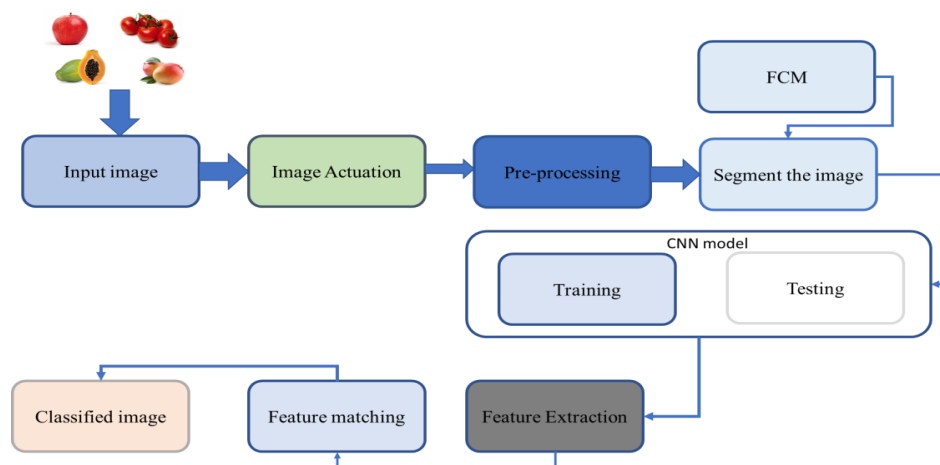 FCM
Input image
Image Actuation
Pre-processing
Segment the image
CNN model
Training
Testing
Classified image
Feature matching
Feature Extraction